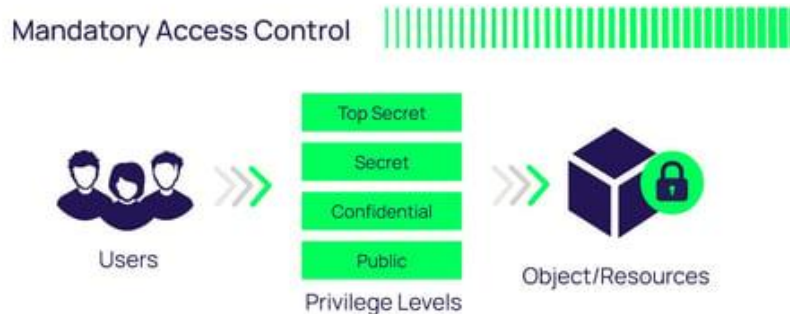 Mandatory Access Control
Top Secret
Secret
Confidential
Public
Users
Privilege Levels
Object/Resources